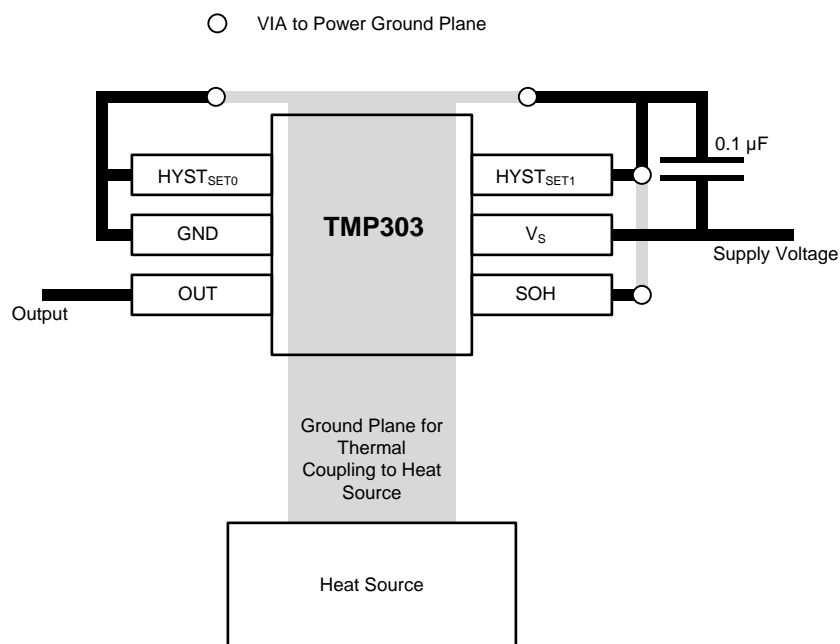 VIA to Power Ground Plane
0.1 µF
HYSTSET0
HYSTSET1
TMP303
GND
VS
Supply Voltage
OUT
SOH
Output
Ground Plane for
Thermal
Coupling to Heat
Source
Heat Source